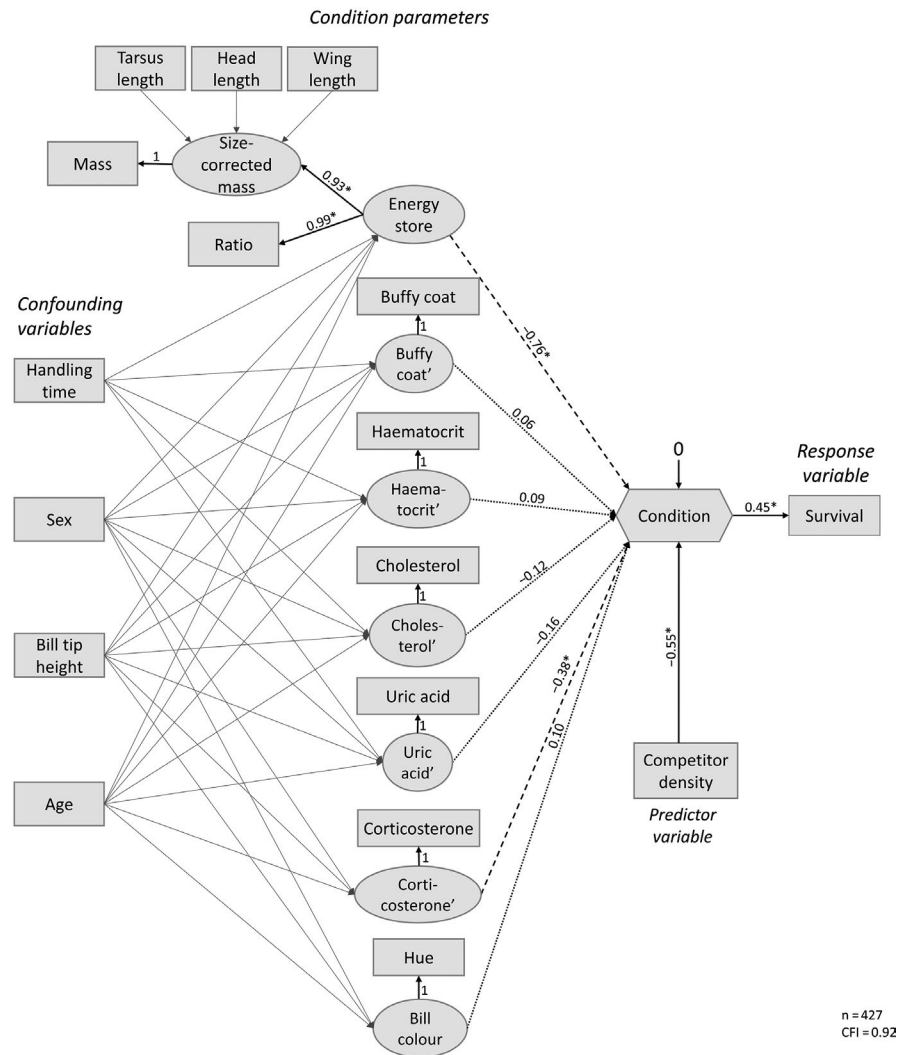 Condition parameters
Tarsus
length
Head
length
Wing
length
Mass
1
Size-
corrected
mass
0.93*
Energy
store
Ratio
0.99*
Confounding
variables
Buffy coat
1
Buffy
coat’
−0.76*
0.06
Handling
time
Haematocrit
1
Haema-
tocrit’
0.09
Sex
Cholesterol
1
Choles-
terol’
−0.12
Bill tip
height
Uric acid
1
Uric
acid’
−0.16
Age
Corticosterone
1
Corti-
costerone’
−0.38*
Hue
1
Bill
colour
0.10
0
Condition
0.45*
Response
variable
Survival
−0.55*
Competitor
density
Predictor
variable
n = 427
CFI = 0.92